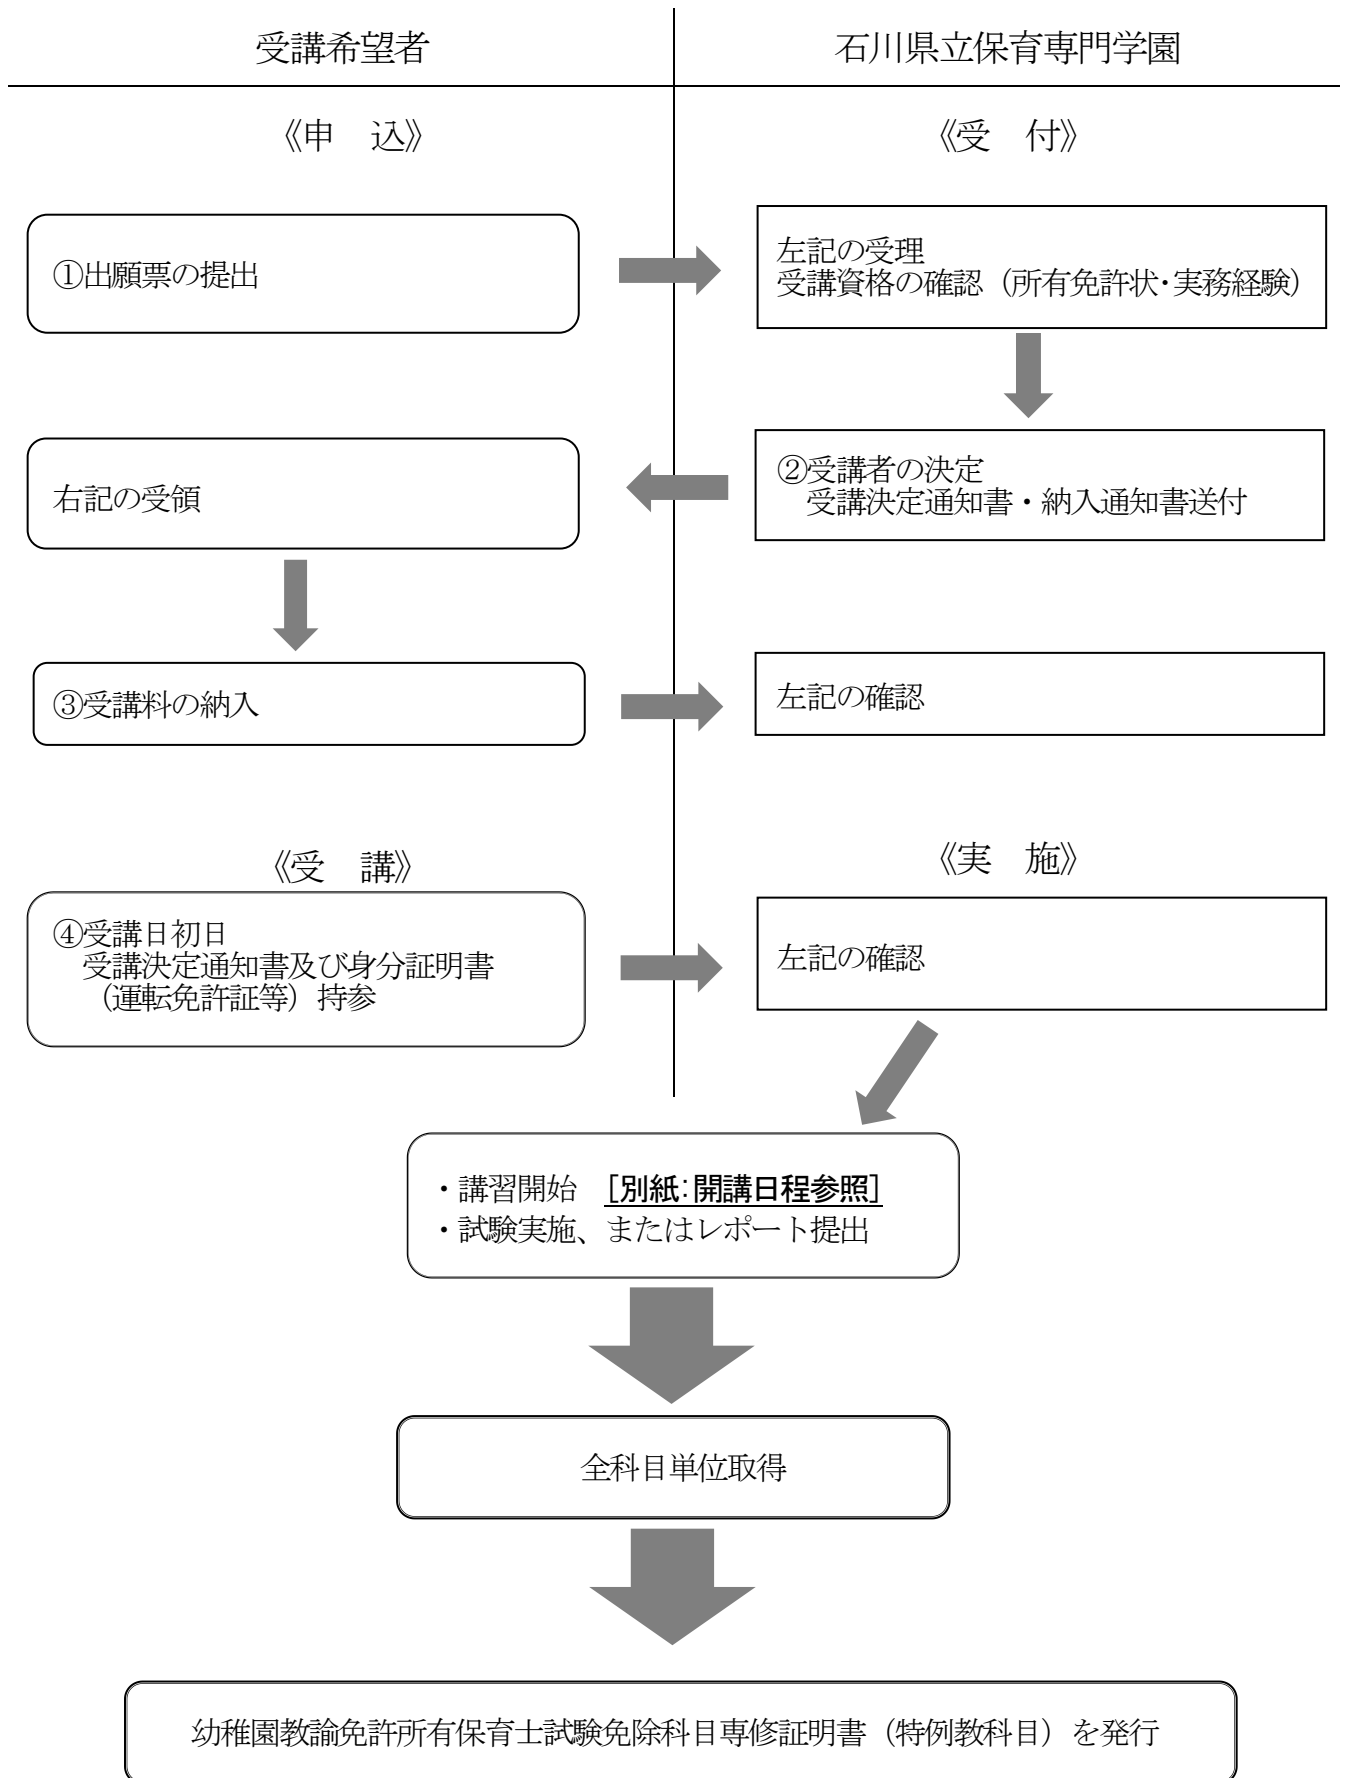 受講希望者
石川県立保育専門学園
《申　込》
《受　付》
①出願票の提出
左記の受理
受講資格の確認（所有免許状・実務経験）
右記の受領
②受講者の決定
受講決定通知書・納入通知書送付
③受講料の納入
左記の確認
《受　講》
《実　施》
④受講日初日
受講決定通知書及び身分証明書
（運転免許証等）持参
左記の確認
・講習開始　[別紙：開講日程参照]
・試験実施、またはレポート提出
全科目単位取得
幼稚園教諭免許所有保育士試験免除科目専修証明書（特例教科目）を発行